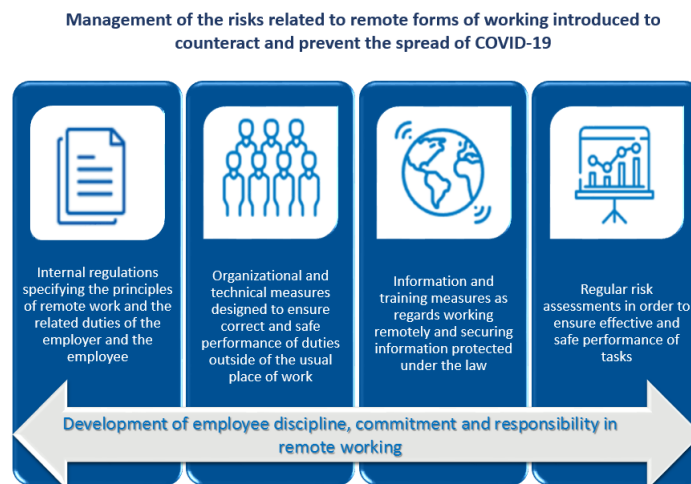 Management of the risks related to remote forms of working introduced to
counteract and prevent the spread of COVID-19
Internal regulations
specifying the principles
of remote work and the
related duties of the
employer and the
employee
Organizational and
technical measures
designed to ensure
correct and safe
performance of duties
outside of the usual
place of work
Information and
training measures as
regards working
remotely and securing
information protected
under the law
Regular risk
assessments in order to
ensure effective and
safe performance of
tasks
Development of employee discipline, commitment and responsibility in
remote working